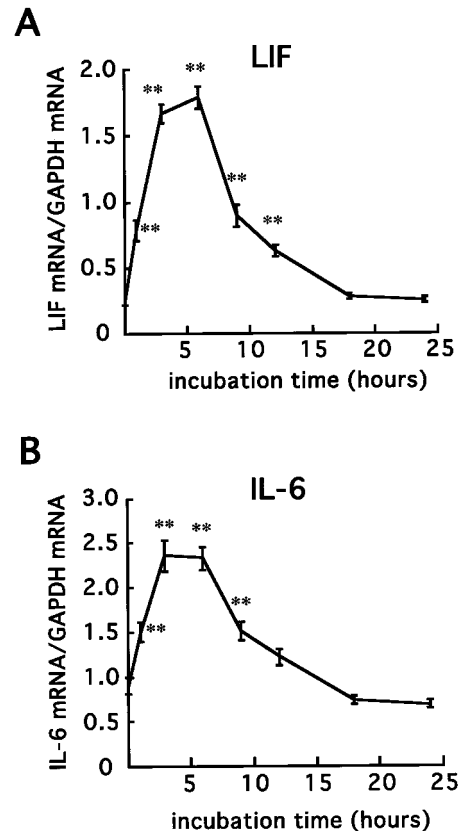 A
LIF
LIF mRNA/GAPDH mRNA
2.0
1.5
1.0
0.5
0
**
**
**
**
**
5 10 15 20 25
incubation time (hours)
B
IL-6
IL-6 mRNA/GAPDH mRNA
3.0
2.5
2.0
1.5
1.0
0.5
0
**
**
**
**
5 10 15 20 25
incubation time (hours)